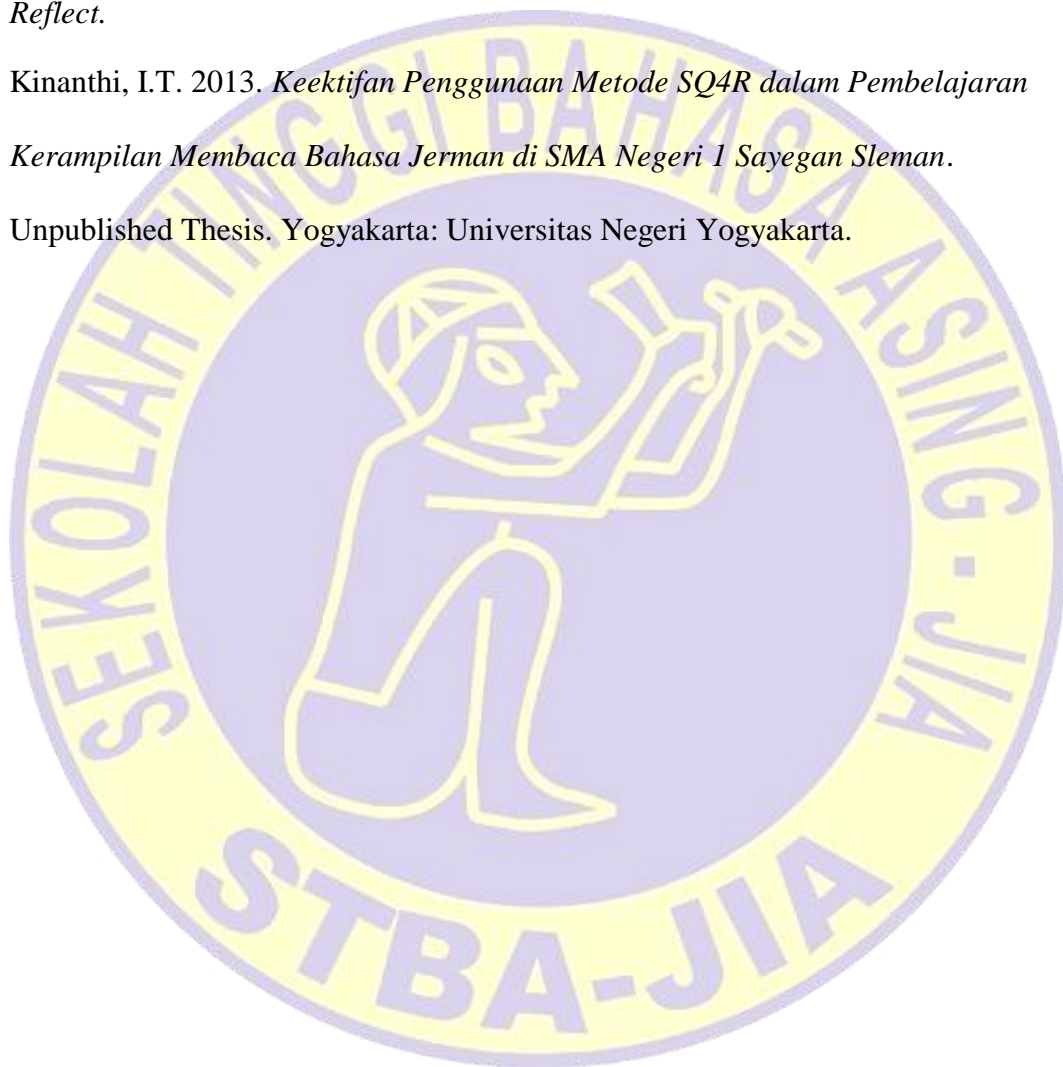 Reflect.
Kinanthi, I.T. 2013. Keektifan Penggunaan Metode SQ4R dalam Pembelajaran
Kerampilan Membaca Bahasa Jerman di SMA Negeri 1 Sayegan Sleman.
Unpublished Thesis. Yogyakarta: Universitas Negeri Yogyakarta.
SEKOLAH TINGGI BAHASA ASING - JIA
STBA-JIA